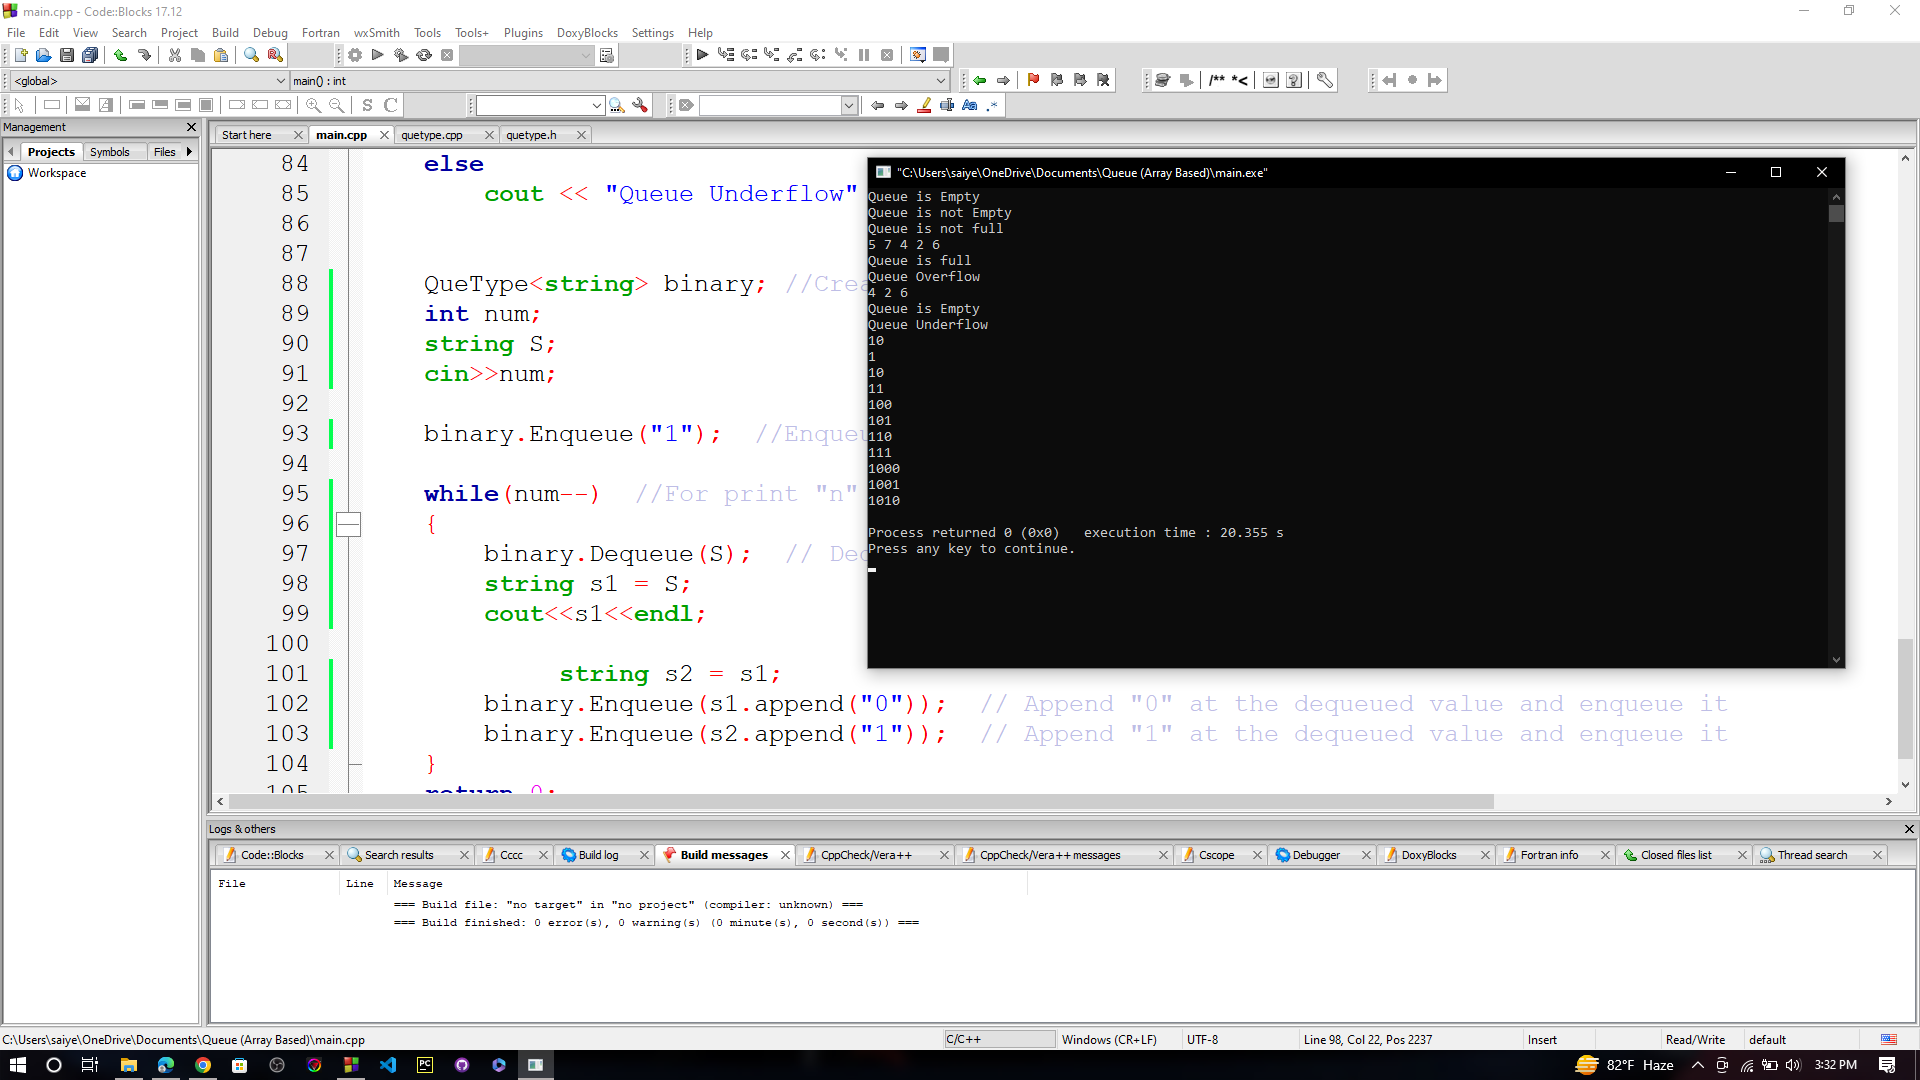 main.cpp - Code::Blocks 17.12
File Edit View Search Project Build Debug Fortran wxSmith Tools Tools+ Plugins DoxyBlocks Settings Help
<global> main() : int
/** *<
S C
Aa .*
Management
Start here main.cpp quetype.cpp quetype.h
Projects Symbols Files
Workspace
84 else
85 cout << "Queue Underflow"
86
87
88 QueType<string> binary; //Crea
89 int num;
90 string S;
91 cin>>num;
92
93 binary.Enqueue("1"); //Enqueu
94
95 while(num--) //For print "n"
96 {
97 binary.Dequeue(S); // Deq
98 string s1 = S;
99 cout<<s1<<endl;
100
101 string s2 = s1;
102 binary.Enqueue(s1.append("0")); // Append "0" at the dequeued value and enqueue it
103 binary.Enqueue(s2.append("1")); // Append "1" at the dequeued value and enqueue it
104 }
105 return 0;
"C:\Users\saiye\OneDrive\Documents\Queue (Array Based)\main.exe"
Queue is Empty
Queue is not Empty
Queue is not full
5 7 4 2 6
Queue is full
Queue Overflow
4 2 6
Queue is Empty
Queue Underflow
10
1
10
11
100
101
110
111
1000
1001
1010
Process returned 0 (0x0) execution time : 20.355 s
Press any key to continue.
Logs & others
Code::Blocks Search results Cccc Build log Build messages CppCheck/Vera++ CppCheck/Vera++ messages Cscope Debugger DoxyBlocks Fortran info Closed files list Thread search
File Line Message
=== Build file: "no target" in "no project" (compiler: unknown) ===
=== Build finished: 0 error(s), 0 warning(s) (0 minute(s), 0 second(s)) ===
C:\Users\saiye\OneDrive\Documents\Queue (Array Based)\main.cpp C/C++ Windows (CR+LF) UTF-8 Line 98, Col 22, Pos 2237 Insert Read/Write default
PC 82°F Haze 3:32 PM